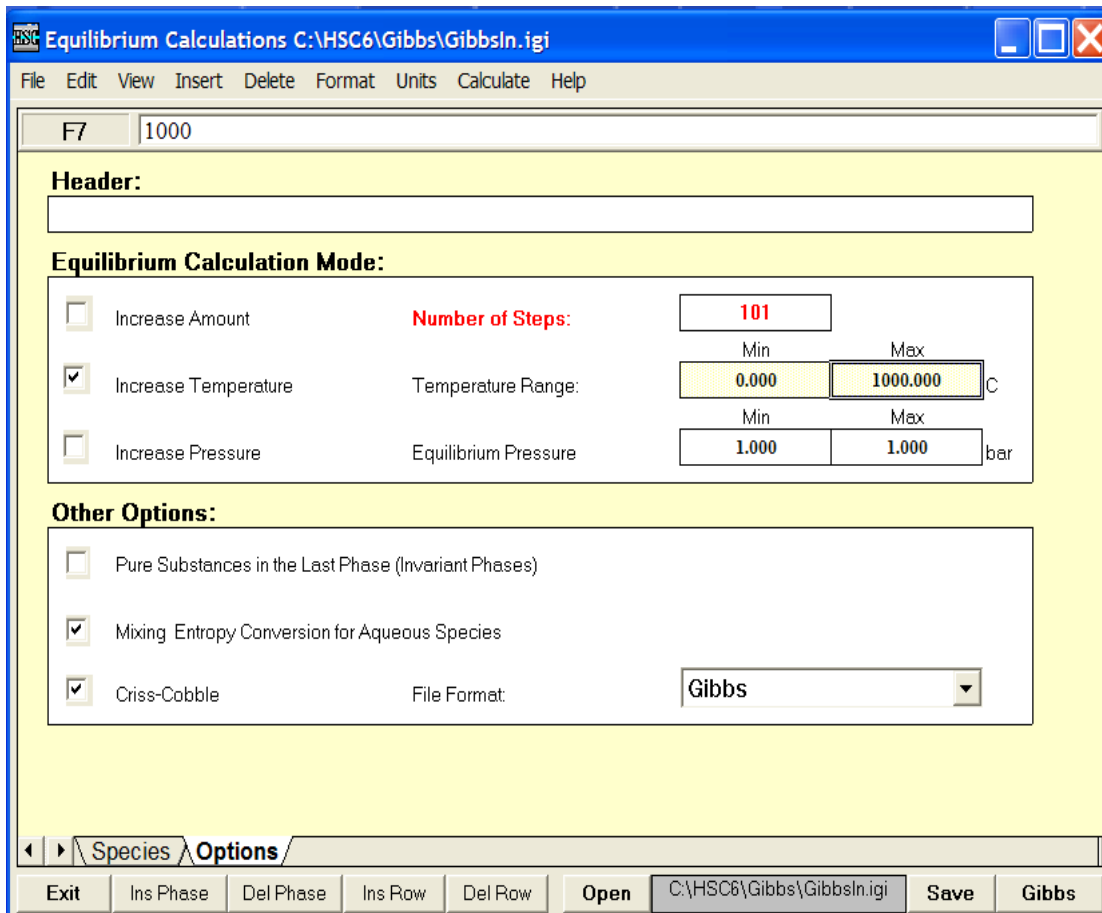 HSC Equilibrium Calculations C:\HSC6\Gibbs\GibbsIn.igi
File Edit View Insert Delete Format Units Calculate Help
F7 1000
Header:
Equilibrium Calculation Mode:
Increase Amount Number of Steps: 101
Min Max
Increase Temperature Temperature Range: 0.000 1000.000 C
Min Max
Increase Pressure Equilibrium Pressure 1.000 1.000 bar
Other Options:
Pure Substances in the Last Phase (Invariant Phases)
Mixing Entropy Conversion for Aqueous Species
Criss-Cobble File Format: Gibbs
Species Options
Exit Ins Phase Del Phase Ins Row Del Row Open C:\HSC6\Gibbs\GibbsIn.igi Save Gibbs